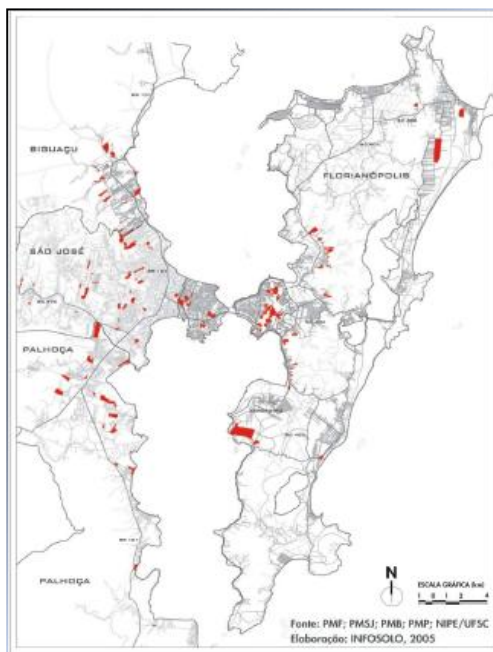 BIGUAÇU
FLORIANÓPOLIS
SÃO JOSÉ
PALHOÇA
PALHOÇA
N
ESCALA GRÁFICA (km)
1 0 1 2 4
Fonte: PMF; PMSJ; PMB; PMP; NIPE/UFSC
Elaboração: INFOSOLO, 2005